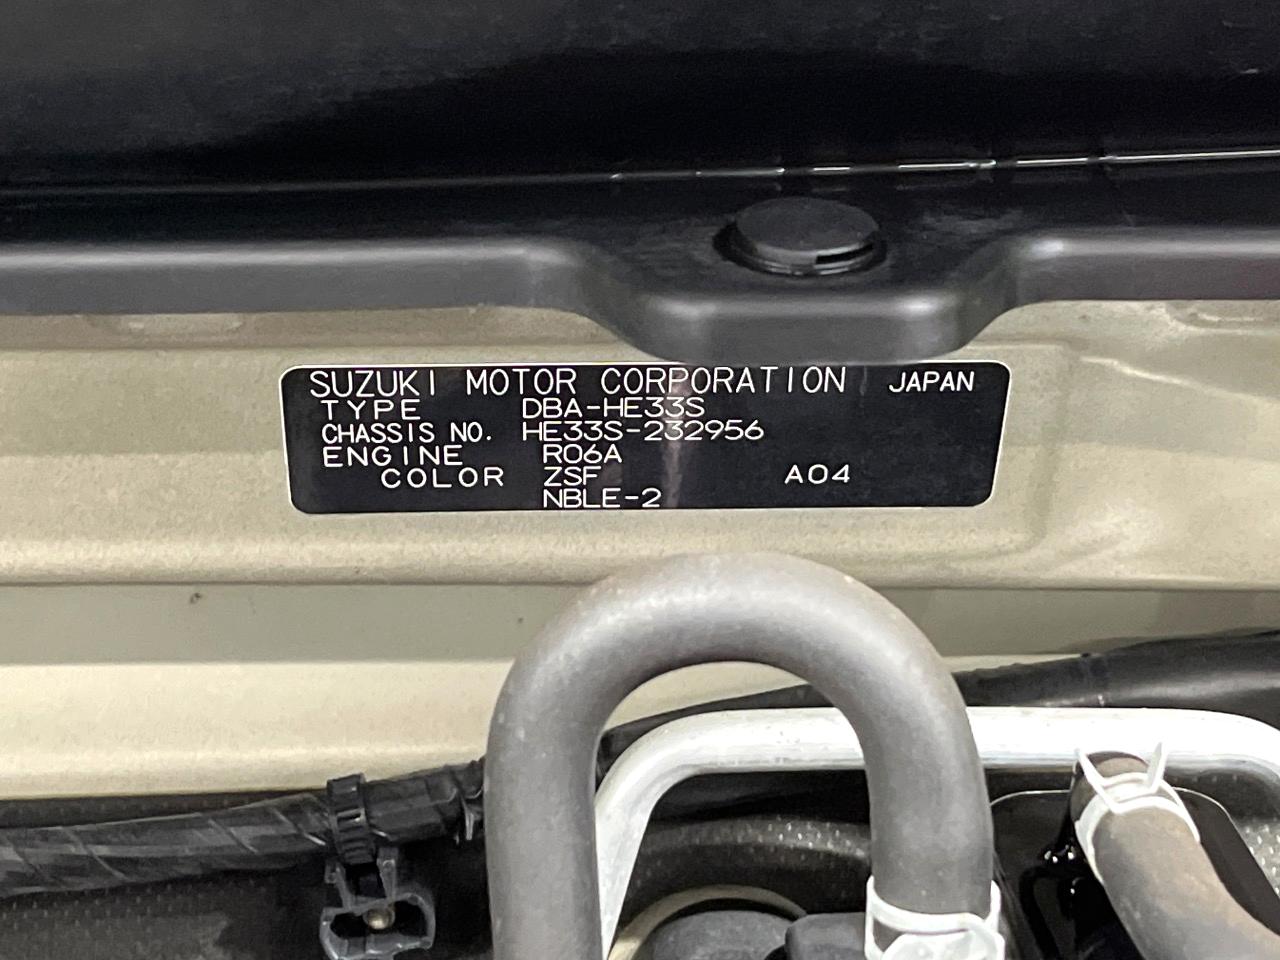 SUZUKI MOTOR CORPORATION JAPAN
TYPE DBA-HE33S
CHASSIS NO. HE33S-232956
ENGINE R06A
COLOR ZSF A04
NBLE-2